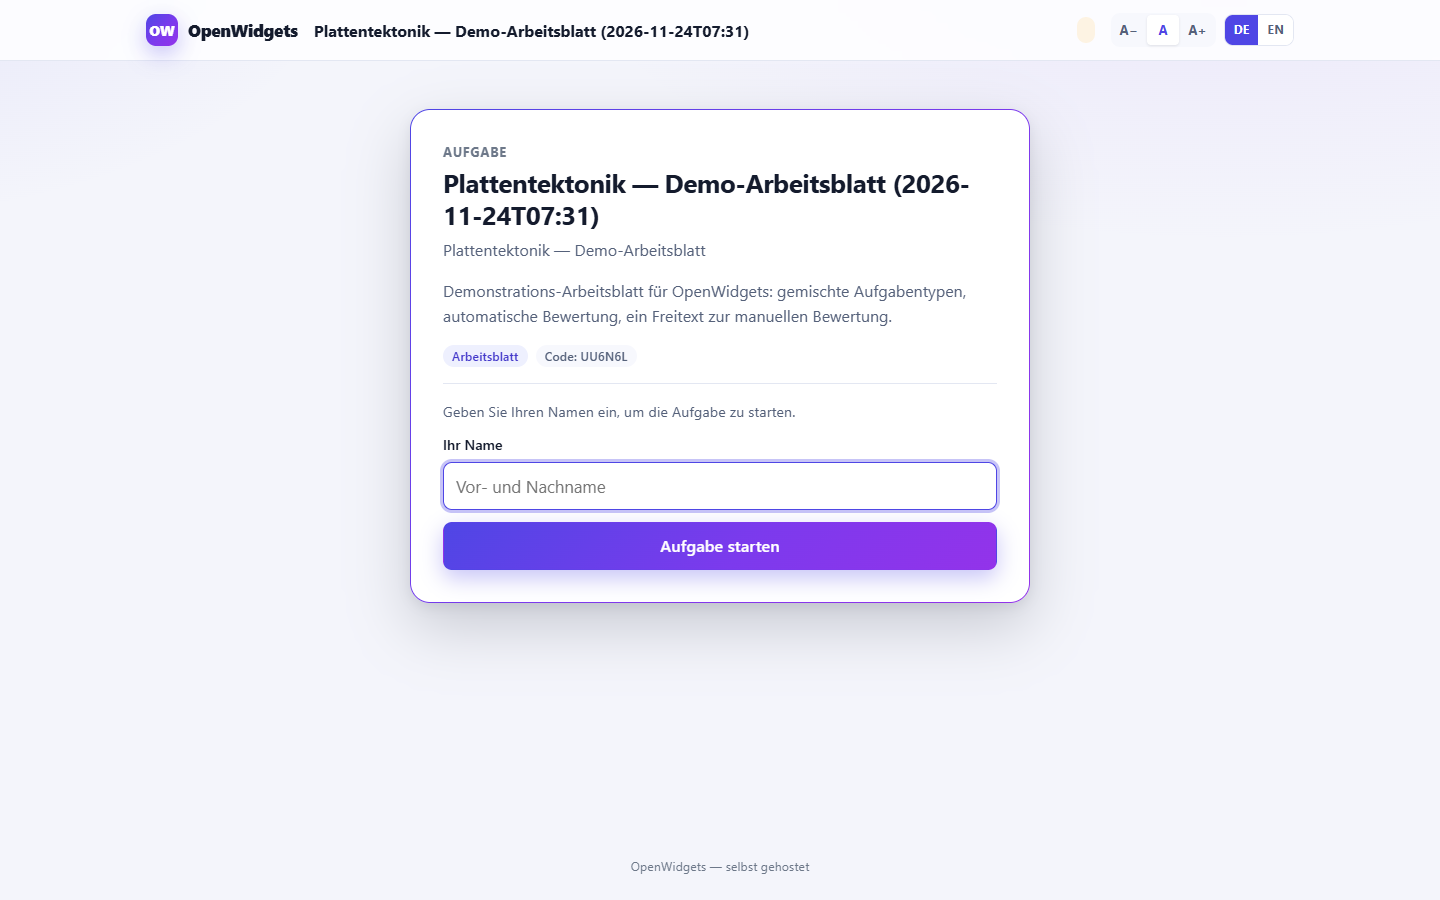 OW OpenWidgets Plattentektonik — Demo-Arbeitsblatt (2026-11-24T07:31) A− A A+ DE EN
AUFGABE
Plattentektonik — Demo-Arbeitsblatt (2026-
11-24T07:31)
Plattentektonik — Demo-Arbeitsblatt
Demonstrations-Arbeitsblatt für OpenWidgets: gemischte Aufgabentypen,
automatische Bewertung, ein Freitext zur manuellen Bewertung.
Arbeitsblatt Code: UU6N6L
Geben Sie Ihren Namen ein, um die Aufgabe zu starten.
Ihr Name
Vor- und Nachname
Aufgabe starten
OpenWidgets — selbst gehostet